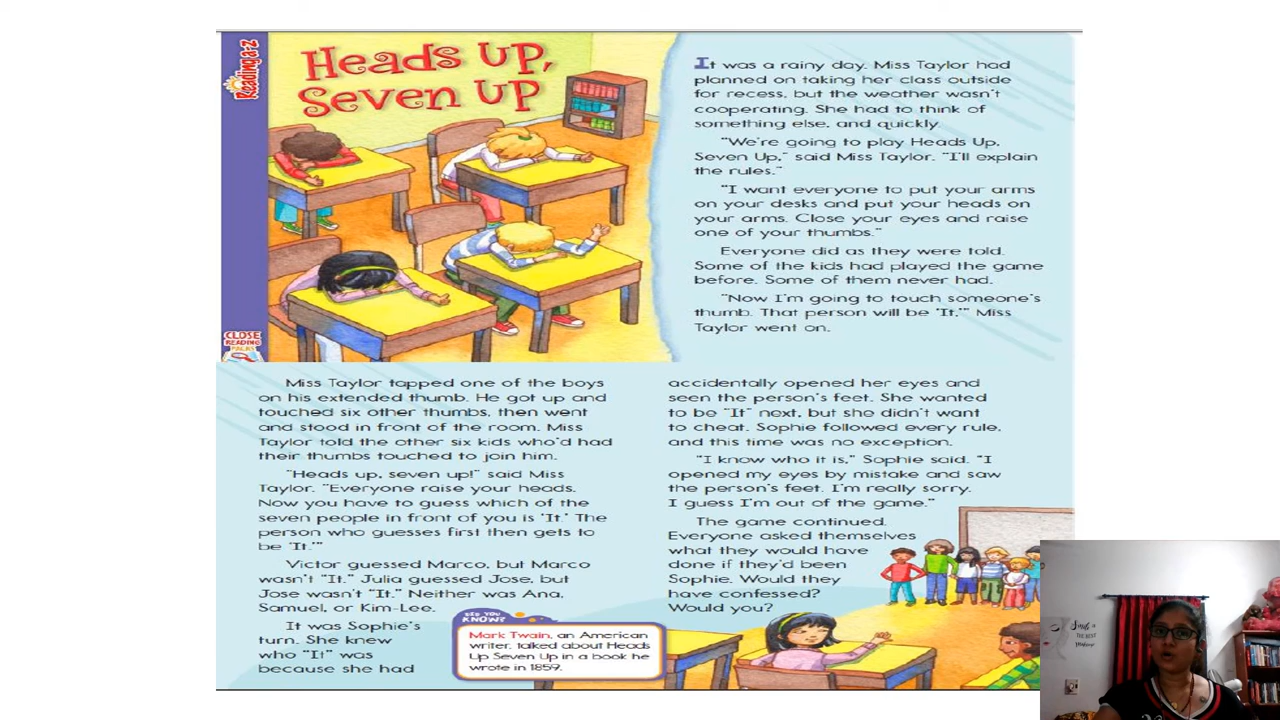 Reading a-z
Heads Up,
Seven Up
CLOSE
READING
PACKS
It was a rainy day. Miss Taylor had
planned on taking her class outside
for recess, but the weather wasn't
cooperating. She had to think of
something else, and quickly.
"We're going to play Heads Up,
Seven Up," said Miss Taylor. "I'll explain
the rules."
"I want everyone to put your arms
on your desks and put your heads on
your arms. Close your eyes and raise
one of your thumbs."
Everyone did as they were told.
Some of the kids had played the game
before. Some of them never had.
"Now I'm going to touch someone's
thumb. That person will be 'It,'" Miss
Taylor went on.
Miss Taylor tapped one of the boys
on his extended thumb. He got up and
touched six other thumbs, then went
and stood in front of the room. Miss
Taylor told the other six kids who'd had
their thumbs touched to join him.
"Heads up, seven up!" said Miss
Taylor. "Everyone raise your heads.
Now you have to guess which of the
seven people in front of you is 'It.' The
person who guesses first then gets to
be 'It.'"
Victor guessed Marco, but Marco
wasn't "It." Julia guessed Jose, but
Jose wasn't "It." Neither was Ana,
Samuel, or Kim-Lee.
It was Sophie's
turn. She knew
who "It" was
because she had
accidentally opened her eyes and
seen the person's feet. She wanted
to be "It" next, but she didn't want
to cheat. Sophie followed every rule,
and this time was no exception.
"I know who it is," Sophie said. "I
opened my eyes by mistake and saw
the person's feet. I'm really sorry.
I guess I'm out of the game."
The game continued.
Everyone asked themselves
what they would have
done if they'd been
Sophie. Would they
have confessed?
Would you?
DID YOU
KNOW?
Mark Twain, an American
writer, talked about Heads
Up Seven Up in a book he
wrote in 1859.